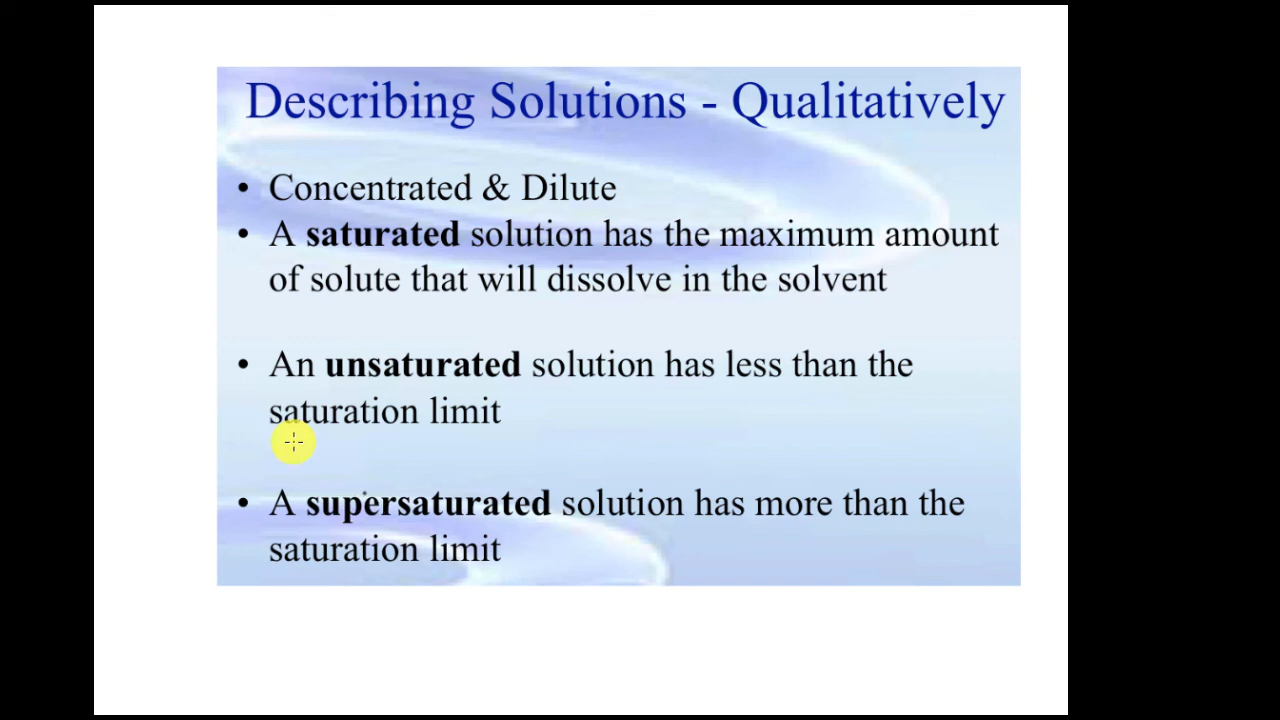 Describing Solutions - Qualitatively
• Concentrated & Dilute
• A saturated solution has the maximum amount
of solute that will dissolve in the solvent
• An unsaturated solution has less than the
saturation limit
• A supersaturated solution has more than the
saturation limit